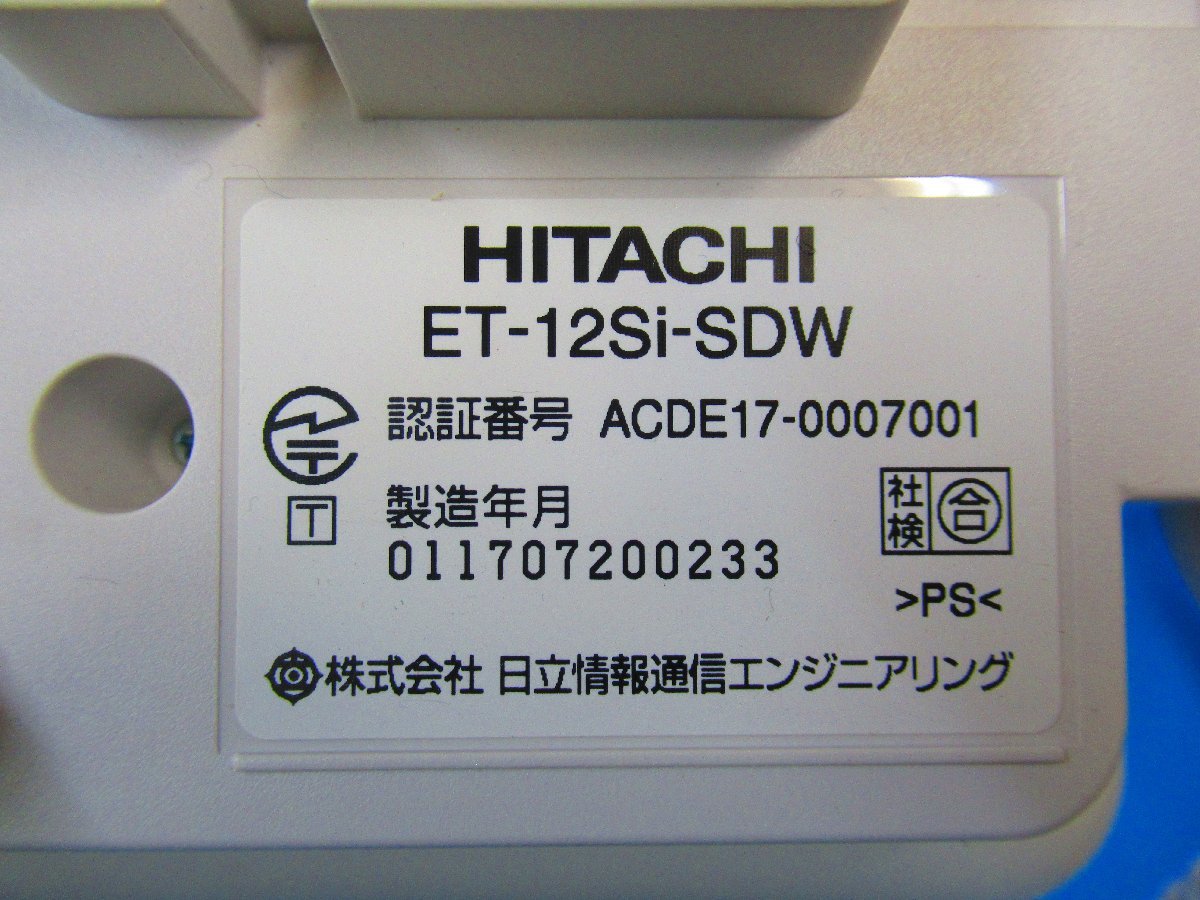 HITACHI
ET-12Si-SDW
認証番号 ACDE17-0007001
T
製造年月
011707200233
社検 合
>PS<
株式会社 日立情報通信エンジニアリング